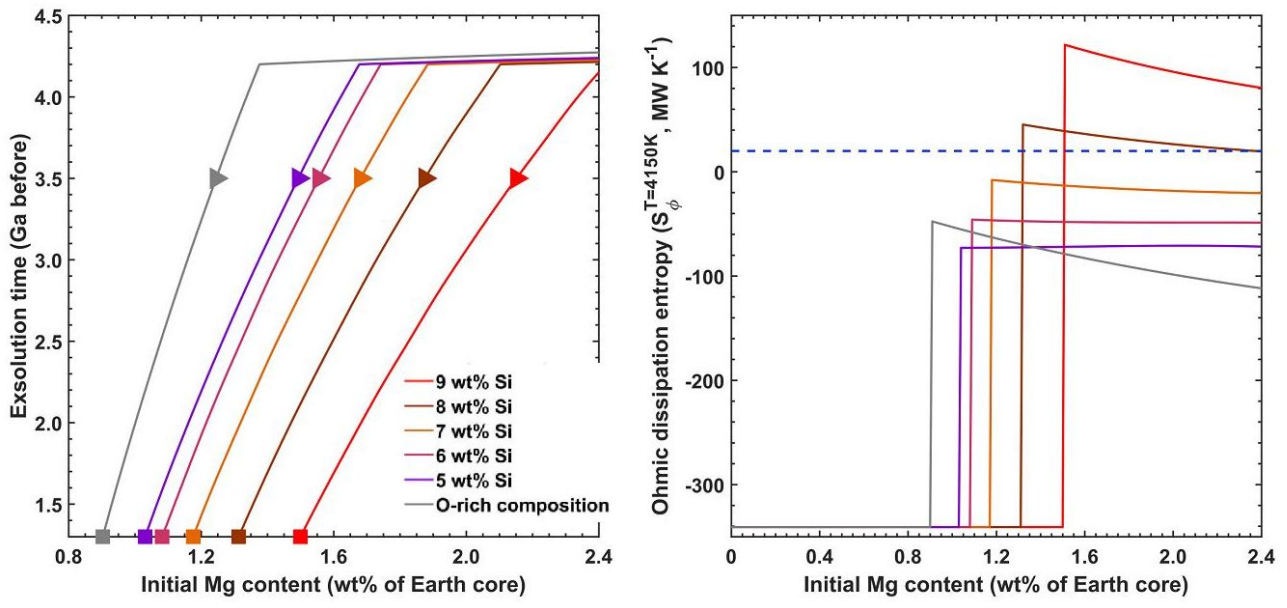 Exsolution time (Ga before)
4.5
4.0
3.5
3.0
2.5
2.0
1.5
0.8
1.2
1.6
2.0
2.4
Initial Mg content (wt% of Earth core)
9 wt% Si
8 wt% Si
7 wt% Si
6 wt% Si
5 wt% Si
O-rich composition
Ohmic dissipation entropy (S_ϕ^{T=4150K}, MW K⁻¹)
100
0
-100
-200
-300
0
0.4
0.8
1.2
1.6
2.0
2.4
Initial Mg content (wt% of Earth core)